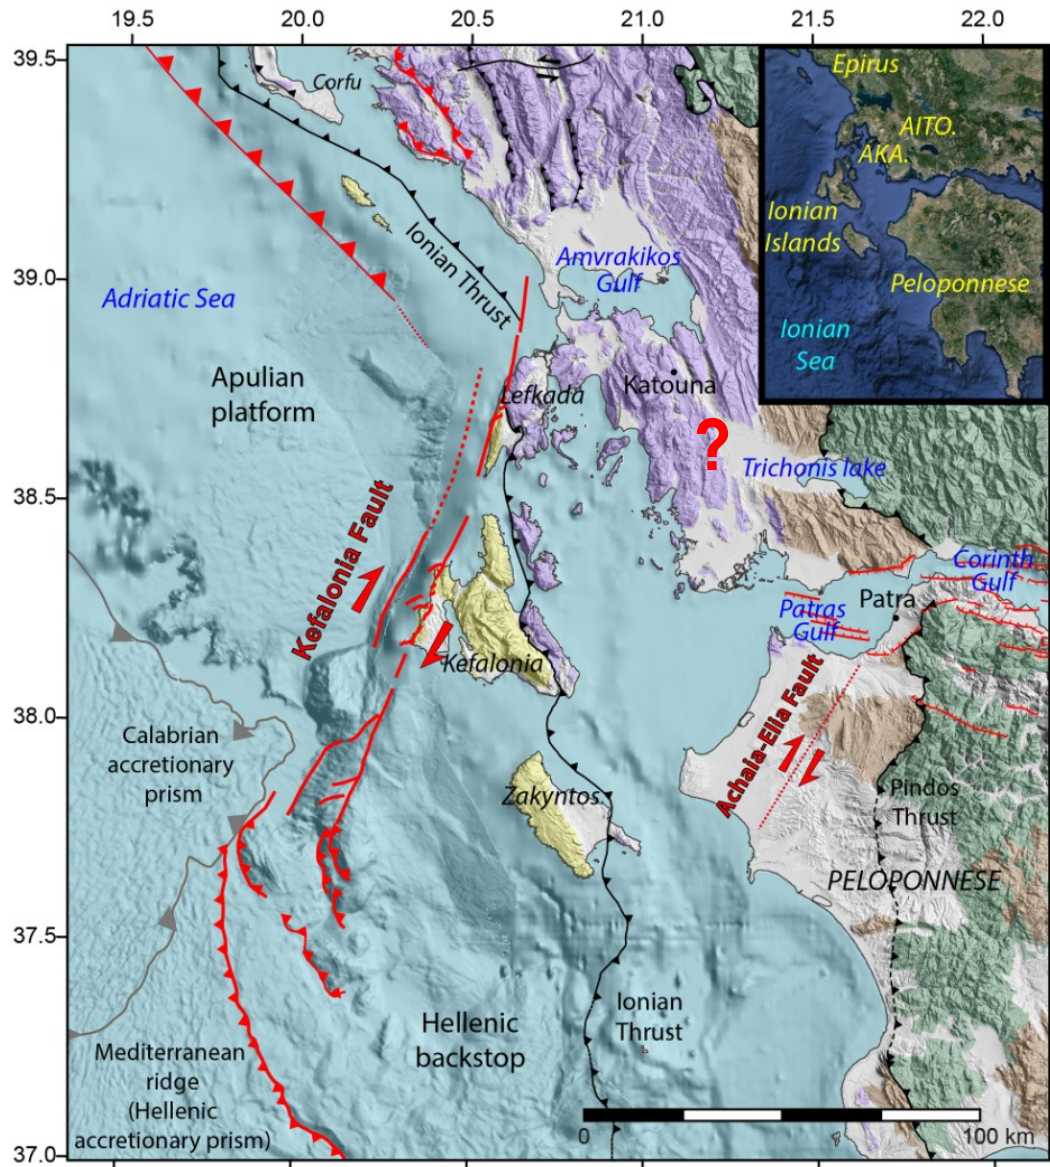 19.5
20.0
20.5
21.0
21.5
22.0
39.5
39.0
38.5
38.0
37.5
37.0
Corfu
Epirus
AITO.
AKA.
Ionian
Islands
Peloponnese
Ionian
Sea
Ionian Thrust
Amvrakikos
Gulf
Adriatic Sea
Apulian
platform
Lefkada
Katouna
?
Trichonis lake
Kefalonia Fault
Corinth
Gulf
Patra
Patras
Gulf
Kefalonia
Achaia-Elia Fault
Calabrian
accretionary
prism
Pindos
Thrust
Zakyntos
PELOPONNESE
Ionian
Thrust
Hellenic
backstop
Mediterranean
ridge
(Hellenic
accretionary prism)
0
100 km